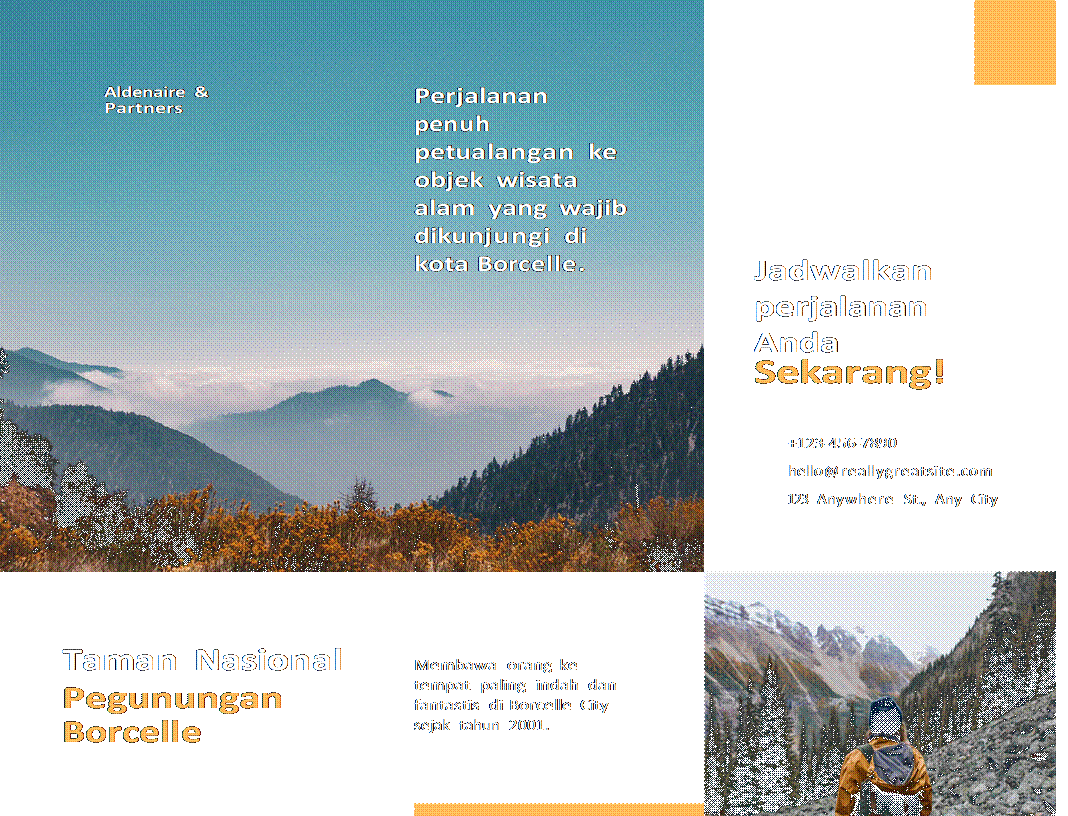 Aldenaire &
Partners
Perjalanan
penuh
petualangan ke
objek wisata
alam yang wajib
dikunjungi di
kota Borcelle.
Jadwalkan
perjalanan
Anda
Sekarang!
+123-456-7890
hello@reallygreatsite.com
123 Anywhere St., Any City
Taman Nasional
Pegunungan
Borcelle
Membawa orang ke
tempat paling indah dan
fantastis di Borcelle City
sejak tahun 2001.